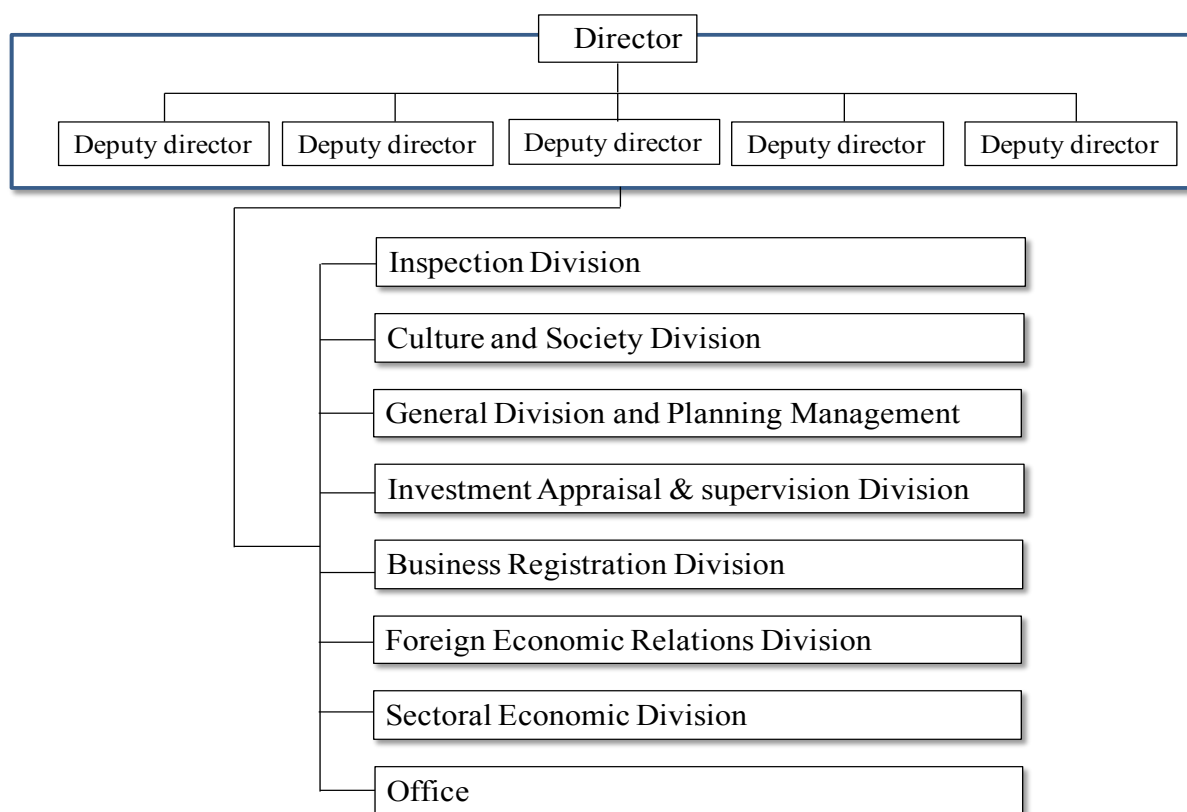 Director
Deputy director
Deputy director
Deputy director
Deputy director
Deputy director
Inspection Division
Culture and Society Division
General Division and Planning Management
Investment Appraisal & supervision Division
Business Registration Division
Foreign Economic Relations Division
Sectoral Economic Division
Office